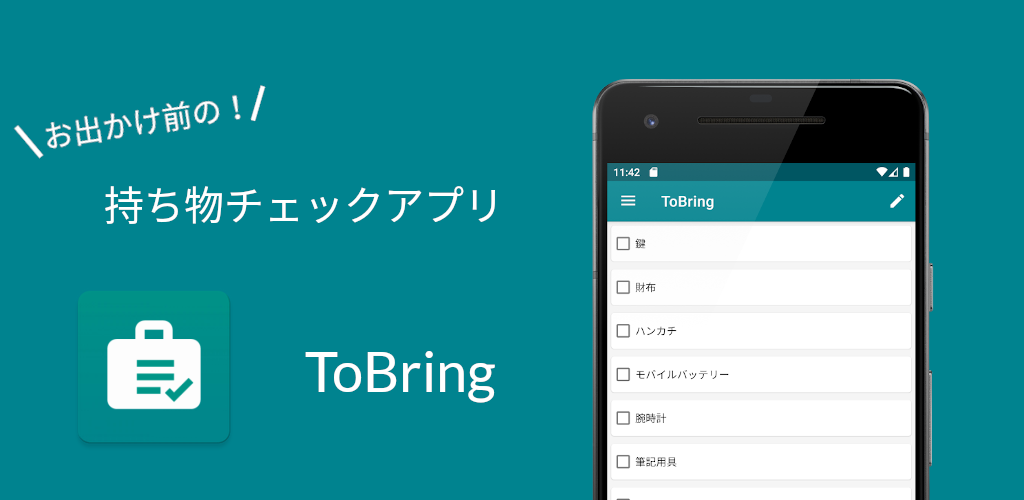 お出かけ前の！
持ち物チェックアプリ
ToBring
11:42
ToBring
鍵
財布
ハンカチ
モバイルバッテリー
腕時計
筆記用具